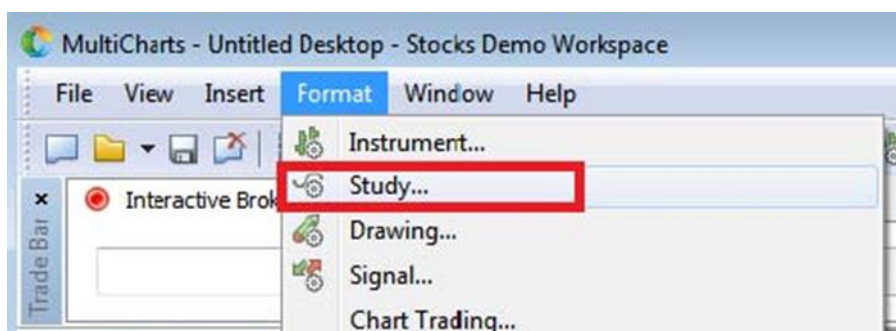 MultiCharts - Untitled Desktop - Stocks Demo Workspace
File View Insert Format Window Help
Instrument...
Interactive Brok Study...
Drawing...
Signal...
Chart Trading...
Trade Bar